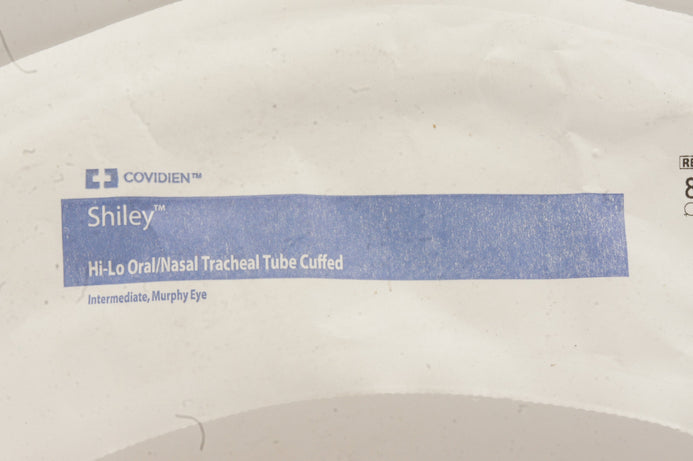 COVIDIEN™
Shiley™
Hi-Lo Oral/Nasal Tracheal Tube Cuffed
Intermediate, Murphy Eye